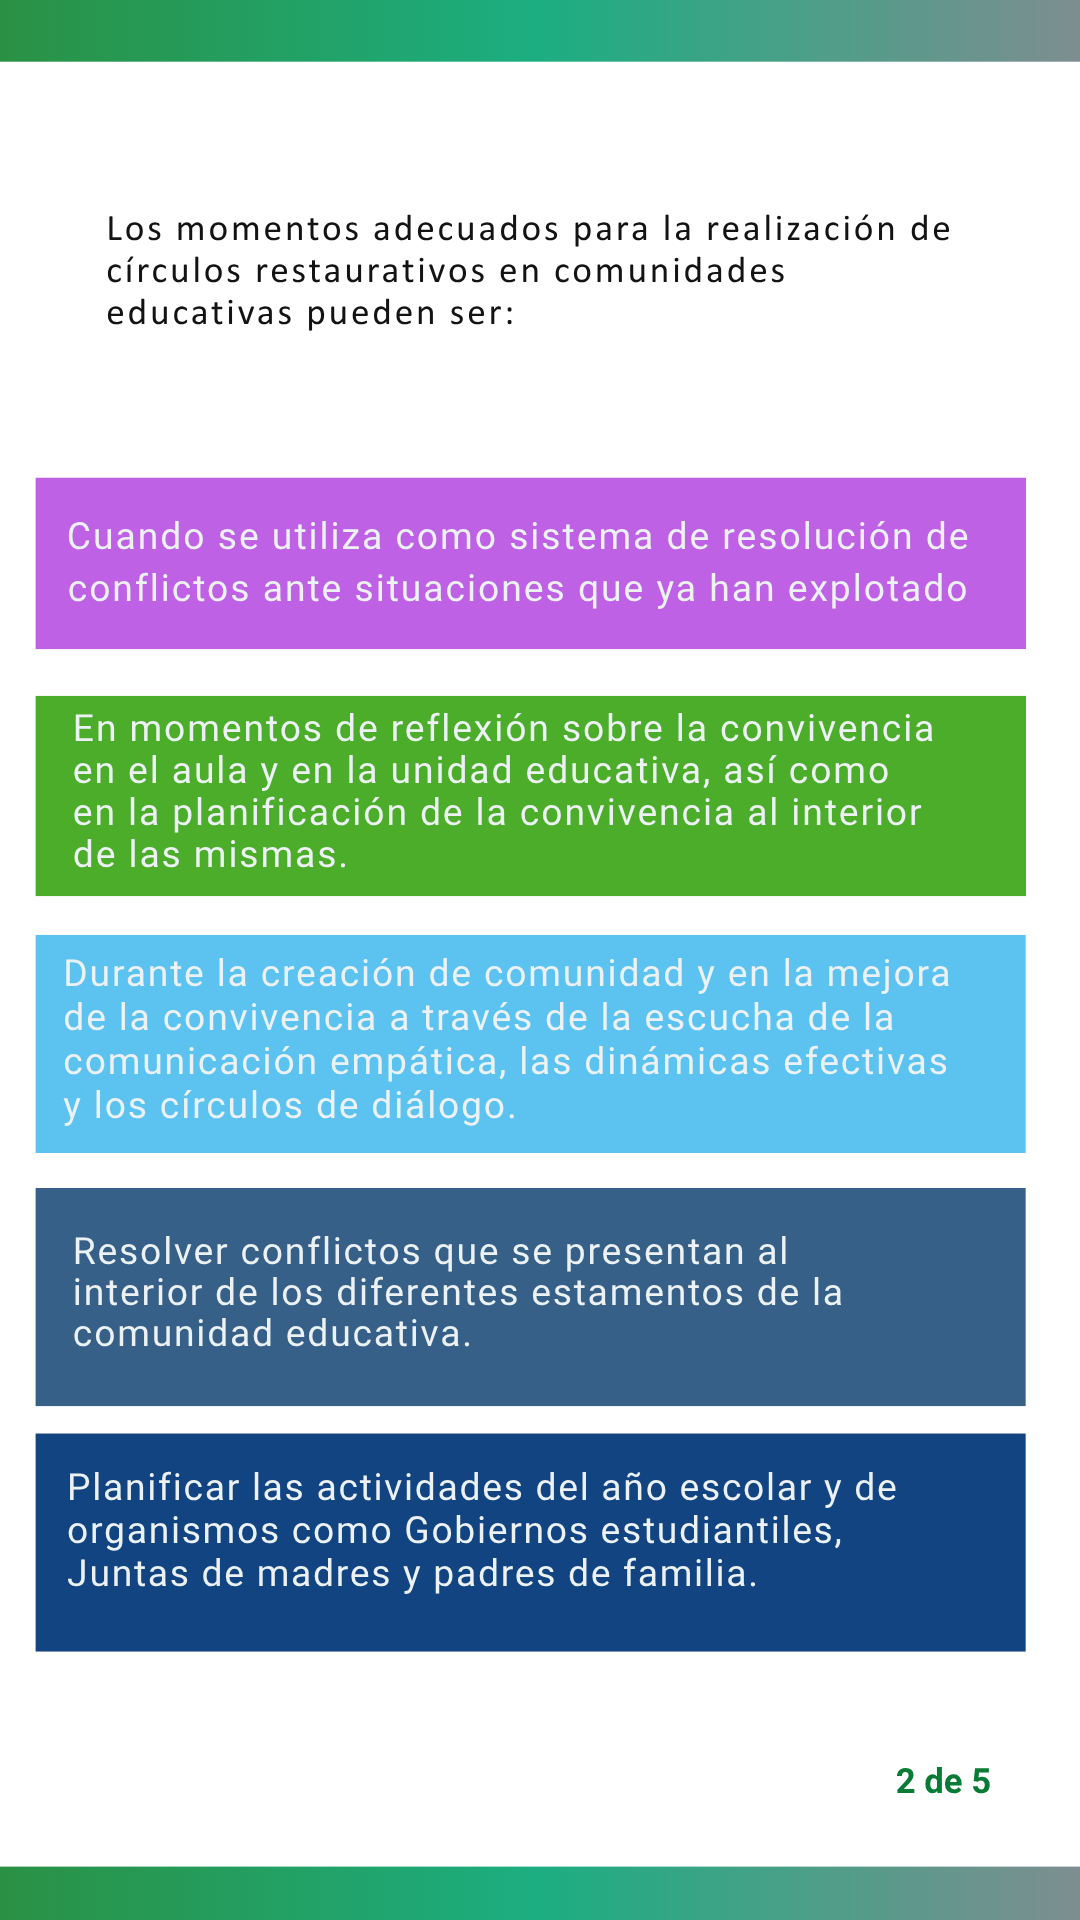 Los momentos adecuados para la realización de
círculos restaurativos en comunidades
educativas pueden ser:
Cuando se utiliza como sistema de resolución de
conflictos ante situaciones que ya han explotado
En momentos de reflexión sobre la convivencia
en el aula y en la unidad educativa, así como
en la planificación de la convivencia al interior
de las mismas.
Durante la creación de comunidad y en la mejora
de la convivencia a través de la escucha de la
comunicación empática, las dinámicas efectivas
y los círculos de diálogo.
Resolver conflictos que se presentan al
interior de los diferentes estamentos de la
comunidad educativa.
Planificar las actividades del año escolar y de
organismos como Gobiernos estudiantiles,
Juntas de madres y padres de familia.
2 de 5